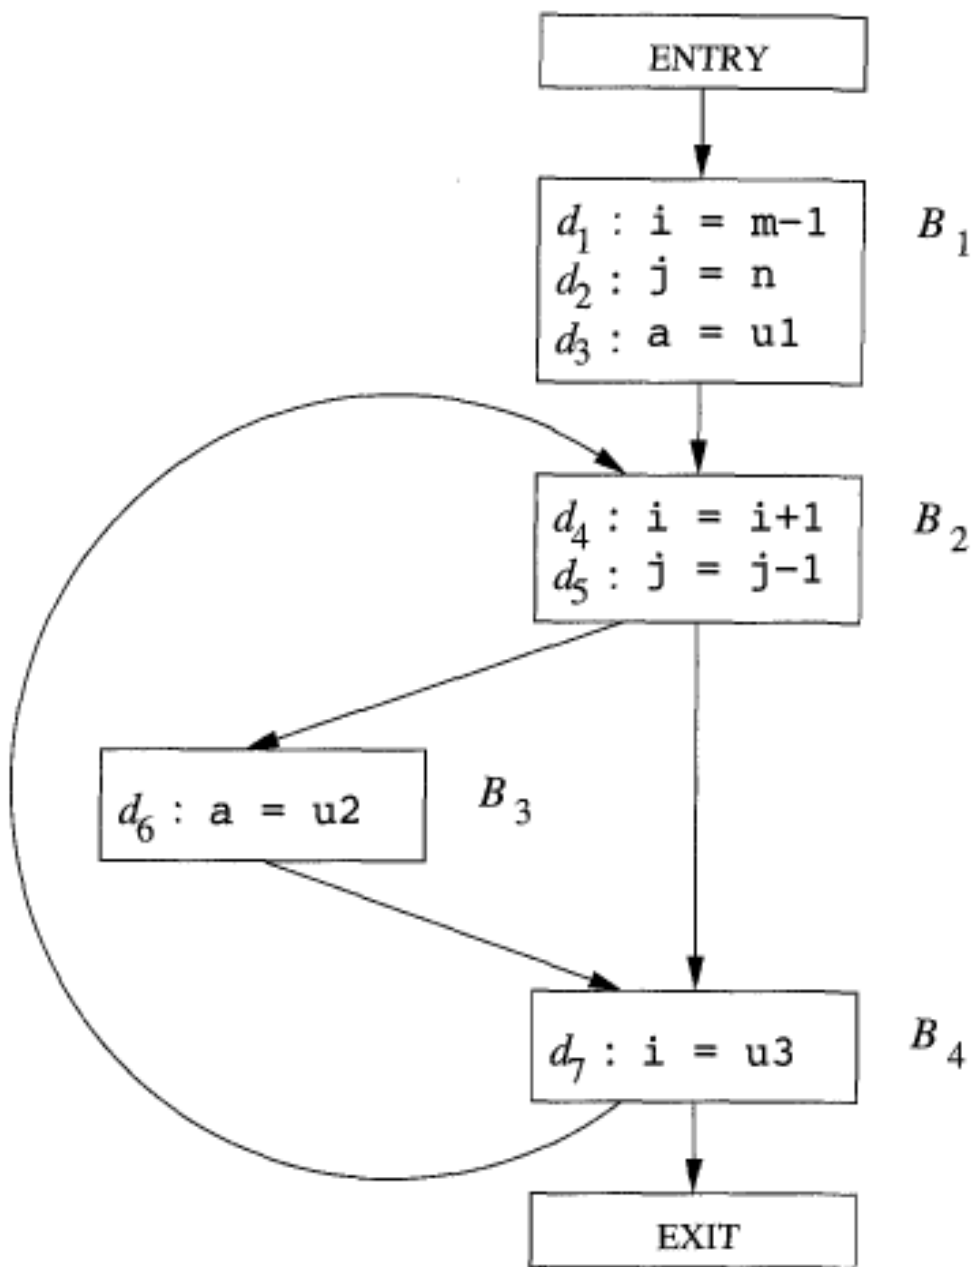 ENTRY
d₁ : i = m-1
d₂ : j = n
d₃ : a = u1
B₁
d₄ : i = i+1
d₅ : j = j-1
B₂
d₆ : a = u2
B₃
d₇ : i = u3
B₄
EXIT